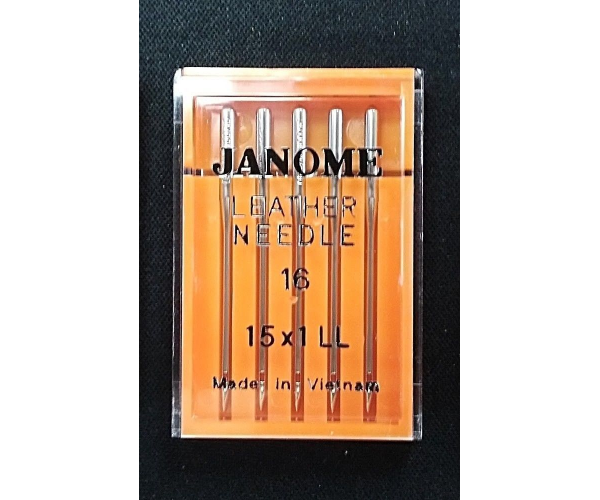 JANOME
LEATHER
NEEDLE
16
15x1 LL
Made in Vietnam